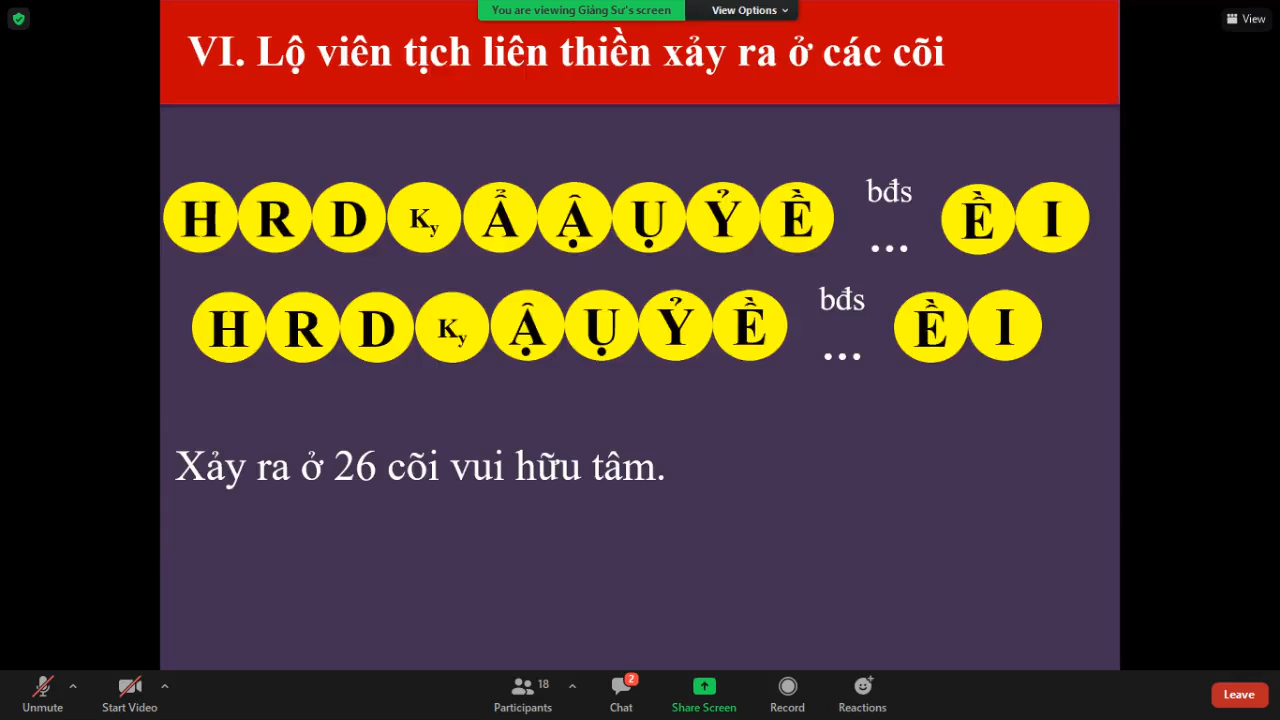 You are viewing Giảng Sư's screen
View Options
View
VI. Lộ viên tịch liên thiền xảy ra ở các cõi
H R D Ky Ẩ Ậ Ụ Ỷ Ề bđs ... Ề I
H R D Ky Ậ Ụ Ỷ Ề bđs ... Ề I
Xảy ra ở 26 cõi vui hữu tâm.
Unmute
Start Video
Participants 18
Chat 2
Share Screen
Record
Reactions
Leave